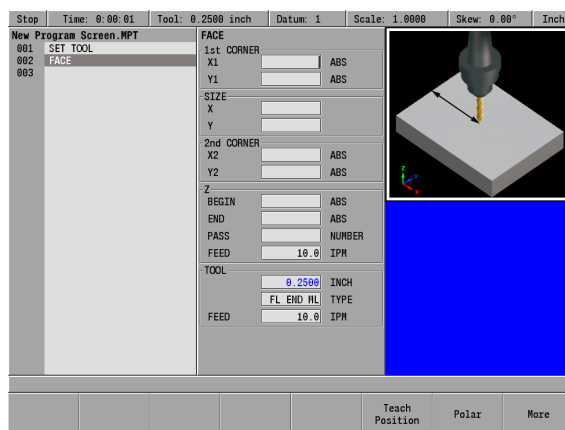 Stop Time: 0:00:01 Tool: 0.2500 inch Datum: 1 Scale: 1.0000 Skew: 0.00° Inch
New Program Screen.MPT
001 SET TOOL
002 FACE
003
FACE
1st CORNER
X1 ABS
Y1 ABS
SIZE
X
Y
2nd CORNER
X2 ABS
Y2 ABS
Z
BEGIN ABS
END ABS
PASS NUMBER
FEED 10.0 IPM
TOOL
0.2500 INCH
FL END ML TYPE
FEED 10.0 IPM
Z
Y
X
Teach Position
Polar
More